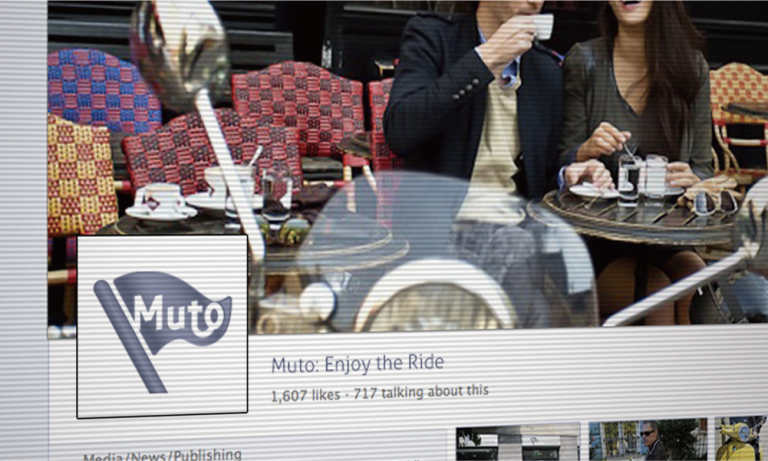 Muto
Muto: Enjoy the Ride
1,607 likes · 717 talking about this
Media/News/Publishing